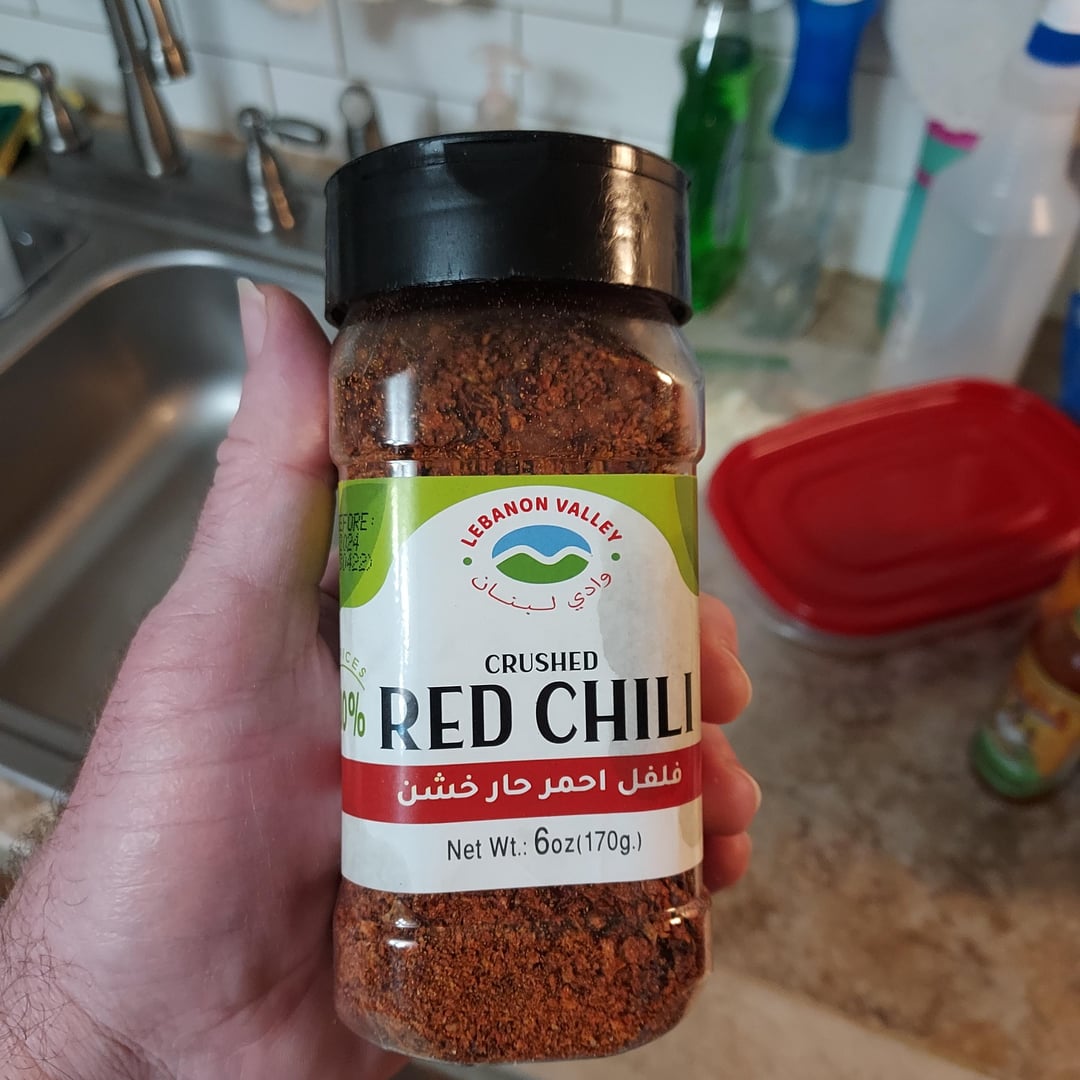 LEBANON VALLEY
وادي لبنان
CRUSHED
RED CHILI
فلفل احمر حار خشن
Net Wt.: 6oz(170g.)